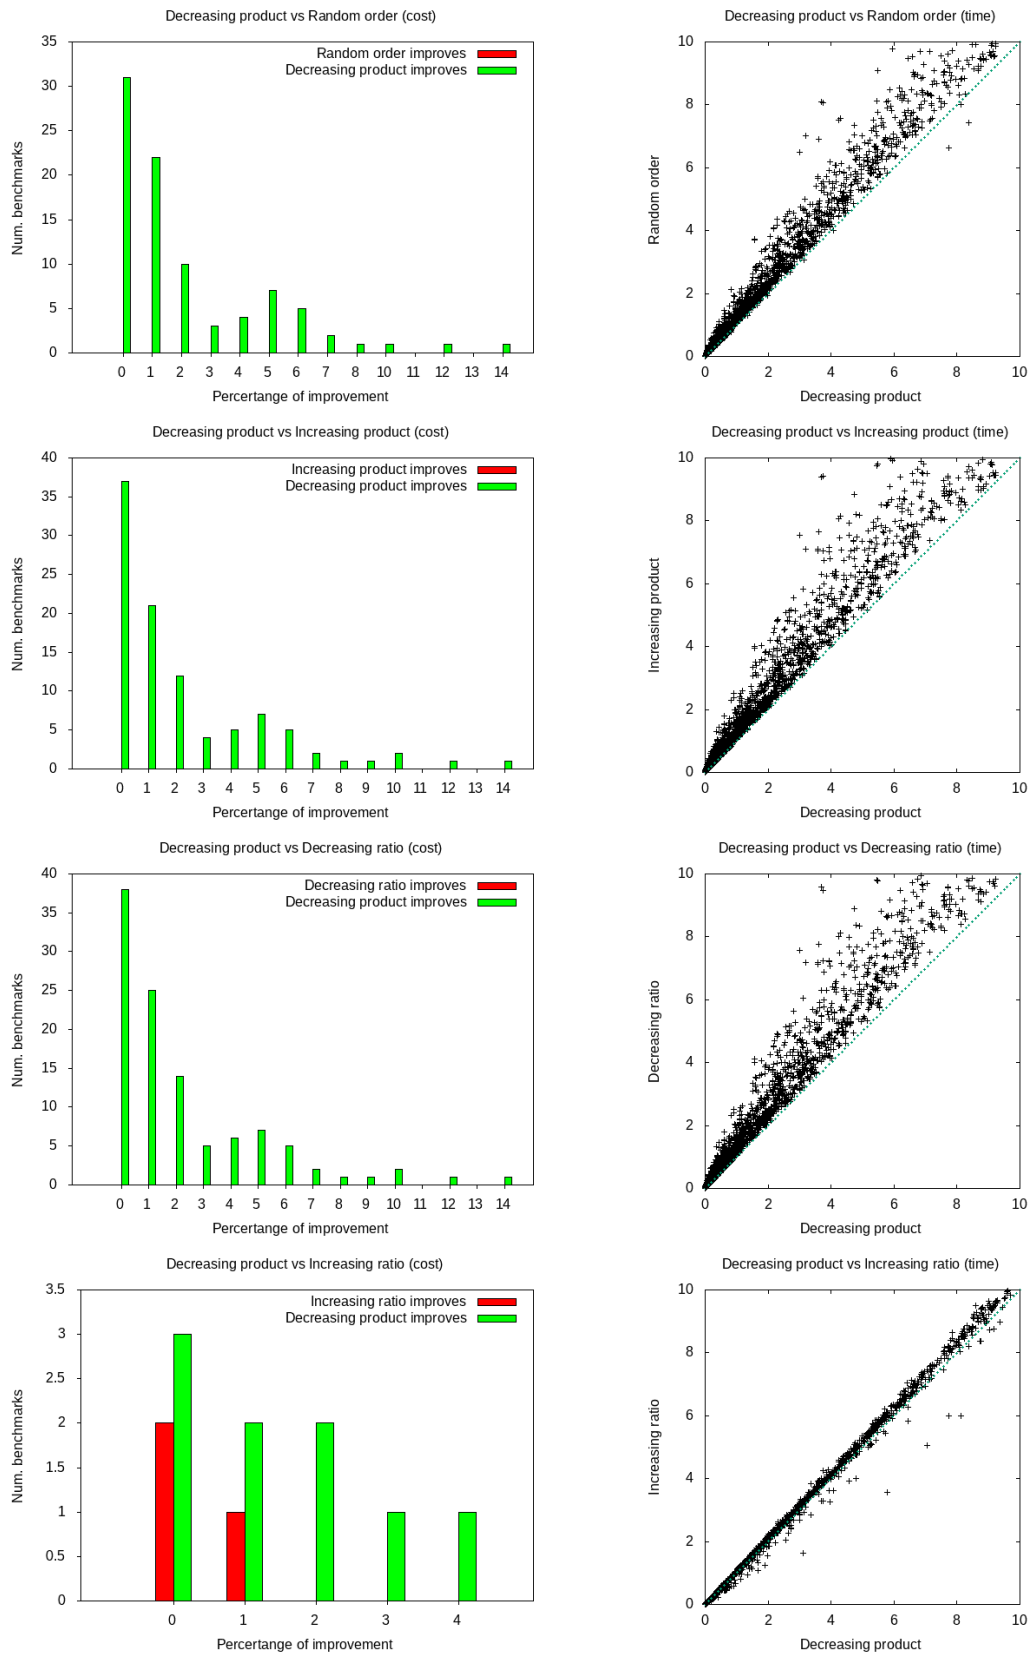 Decreasing product vs Random order (cost)
Random order improves
Decreasing product improves
Num. benchmarks
35
30
25
20
15
10
5
0
0 1 2 3 4 5 6 7 8 9 10 11 12 13 14
Percertange of improvement
Decreasing product vs Random order (time)
Random order
10
8
6
4
2
0
0 2 4 6 8 10
Decreasing product
Decreasing product vs Increasing product (cost)
Increasing product improves
Decreasing product improves
Num. benchmarks
40
35
30
25
20
15
10
5
0
0 1 2 3 4 5 6 7 8 9 10 11 12 13 14
Percertange of improvement
Decreasing product vs Increasing product (time)
Increasing product
10
8
6
4
2
0
0 2 4 6 8 10
Decreasing product
Decreasing product vs Decreasing ratio (cost)
Decreasing ratio improves
Decreasing product improves
Num. benchmarks
40
35
30
25
20
15
10
5
0
0 1 2 3 4 5 6 7 8 9 10 11 12 13 14
Percertange of improvement
Decreasing product vs Decreasing ratio (time)
Decreasing ratio
10
8
6
4
2
0
0 2 4 6 8 10
Decreasing product
Decreasing product vs Increasing ratio (cost)
Increasing ratio improves
Decreasing product improves
Num. benchmarks
3.5
3
2.5
2
1.5
1
0.5
0
0 1 2 3 4
Percertange of improvement
Decreasing product vs Increasing ratio (time)
Increasing ratio
10
8
6
4
2
0
0 2 4 6 8 10
Decreasing product